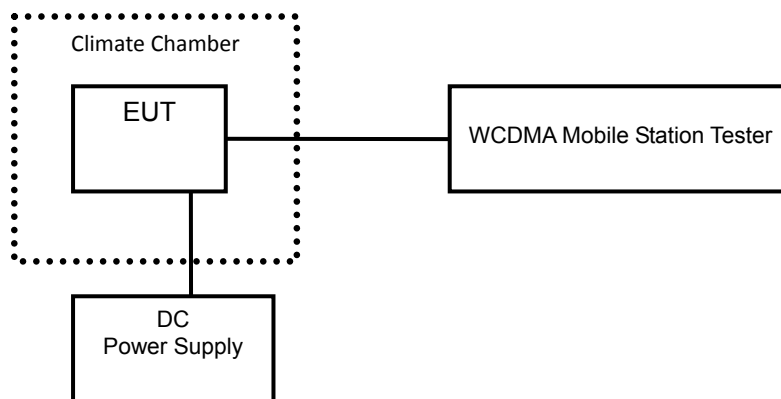 Climate Chamber
EUT
WCDMA Mobile Station Tester
DC
Power Supply